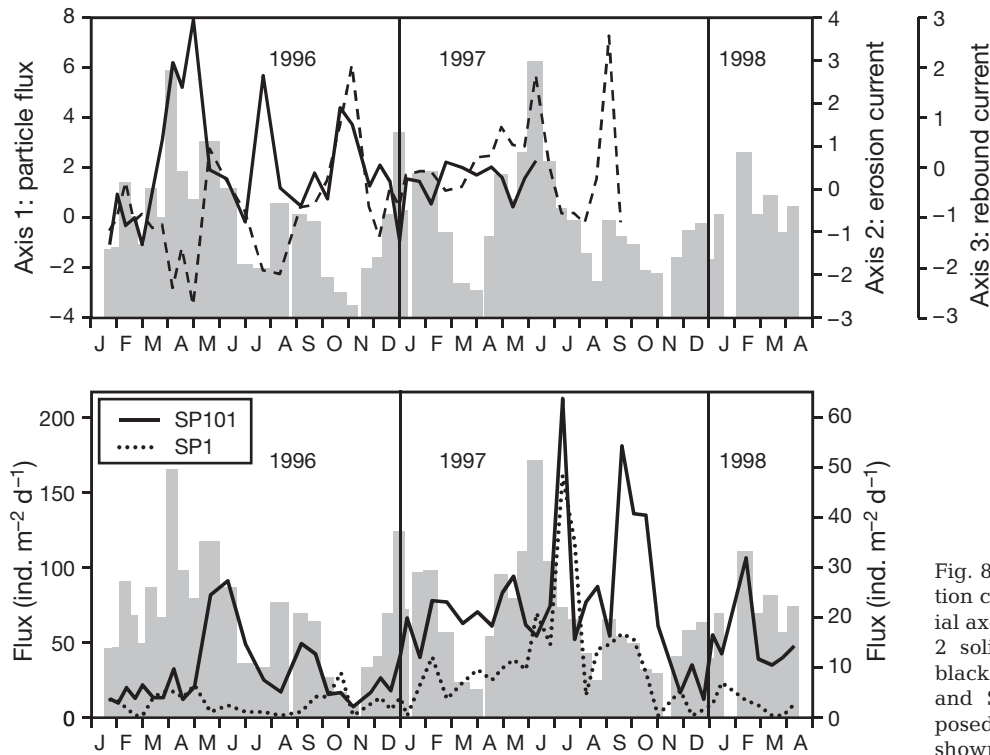 8
6
4
2
0
−2
−4
Axis 1: particle flux
1996
1997
1998
4
3
2
1
0
−1
−2
−3
Axis 2: erosion current
3
2
1
0
−1
−2
−3
Axis 3: rebound current
J F M A M J J A S O N D J F M A M J J A S O N D J F M A
200
150
100
50
0
Flux (ind. m−2 d−1)
SP101
SP1
1996
1997
1998
60
50
40
30
20
10
0
Flux (ind. m−2 d−1)
J F M A M J J A S O N D J F M A M J J A S O N D J F M A
Fig. 8
tion c
ial axe
2 soli
black
and S
posed
shown